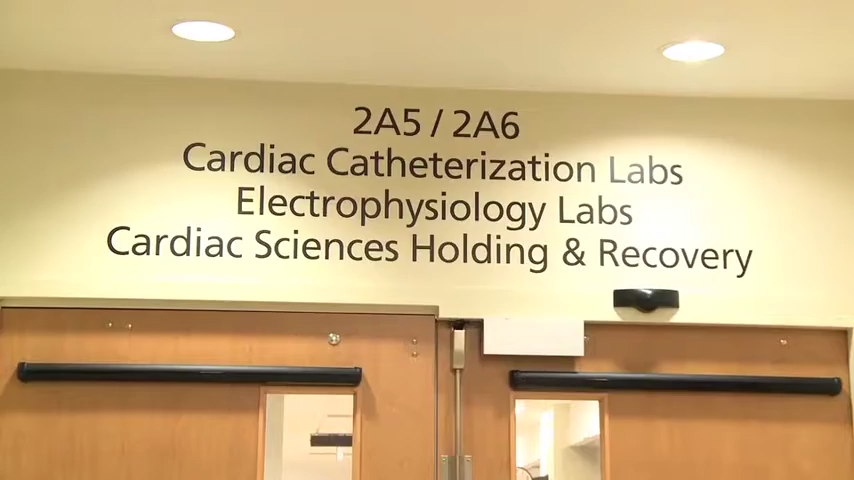 2A5 / 2A6
Cardiac Catheterization Labs
Electrophysiology Labs
Cardiac Sciences Holding & Recovery